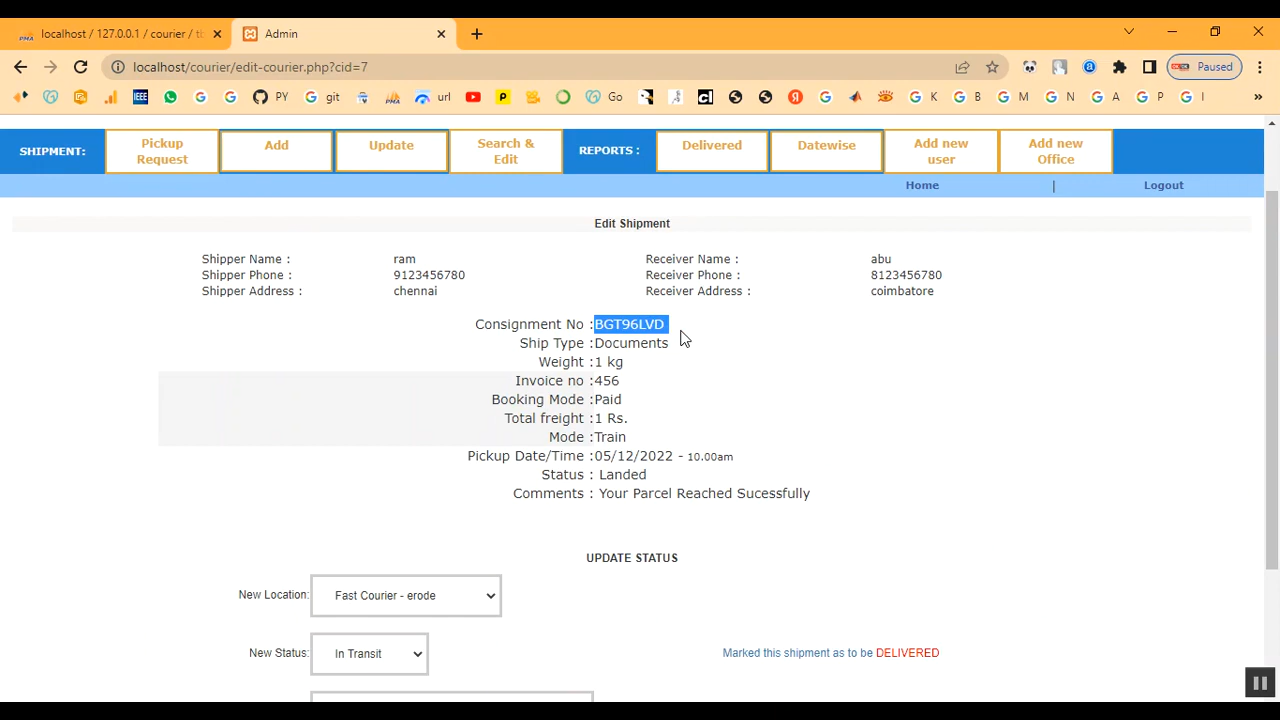 localhost / 127.0.0.1 / courier / tb
Admin
localhost/courier/edit-courier.php?cid=7
Paused
IEEE
PY
git
url
Go
K
B
M
N
A
P
I
»
SHIPMENT:
Pickup Request
Add
Update
Search & Edit
REPORTS :
Delivered
Datewise
Add new user
Add new Office
Home | Logout
Edit Shipment
Shipper Name : ram
Receiver Name : abu
Shipper Phone : 9123456780
Receiver Phone : 8123456780
Shipper Address : chennai
Receiver Address : coimbatore
Consignment No :BGT96LVD
Ship Type :Documents
Weight :1 kg
Invoice no :456
Booking Mode :Paid
Total freight :1 Rs.
Mode :Train
Pickup Date/Time :05/12/2022 - 10.00am
Status : Landed
Comments : Your Parcel Reached Sucessfully
UPDATE STATUS
New Location: Fast Courier - erode
New Status: In Transit
Marked this shipment as to be DELIVERED